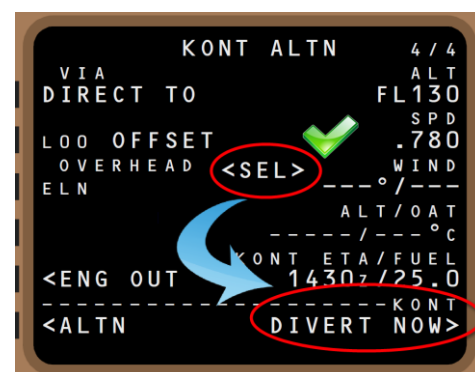 KONT ALTN 4/4
VIA ALT
DIRECT TO FL130
SPD
LOO OFFSET .780
OVERHEAD <SEL> WIND
ELN ---°/---
ALT/OAT
-----/---°C
KONT ETA/FUEL
<ENG OUT 1430z/25.0
--------------------KONT
<ALTN DIVERT NOW>